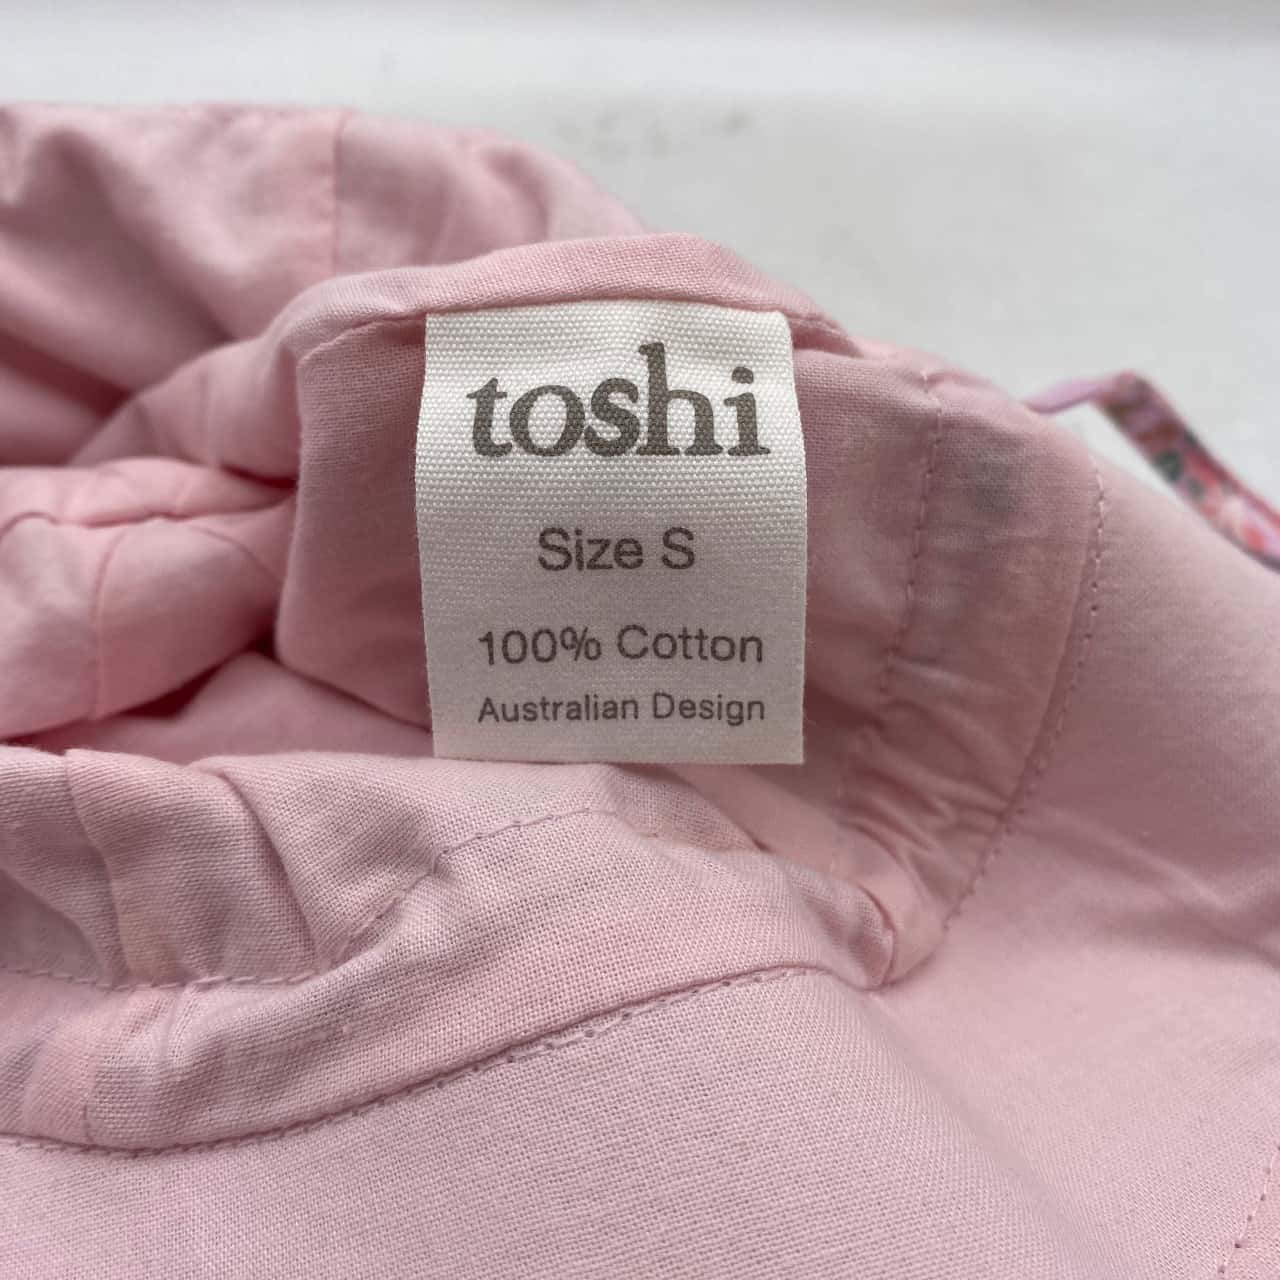 toshi
Size S
100% Cotton
Australian Design